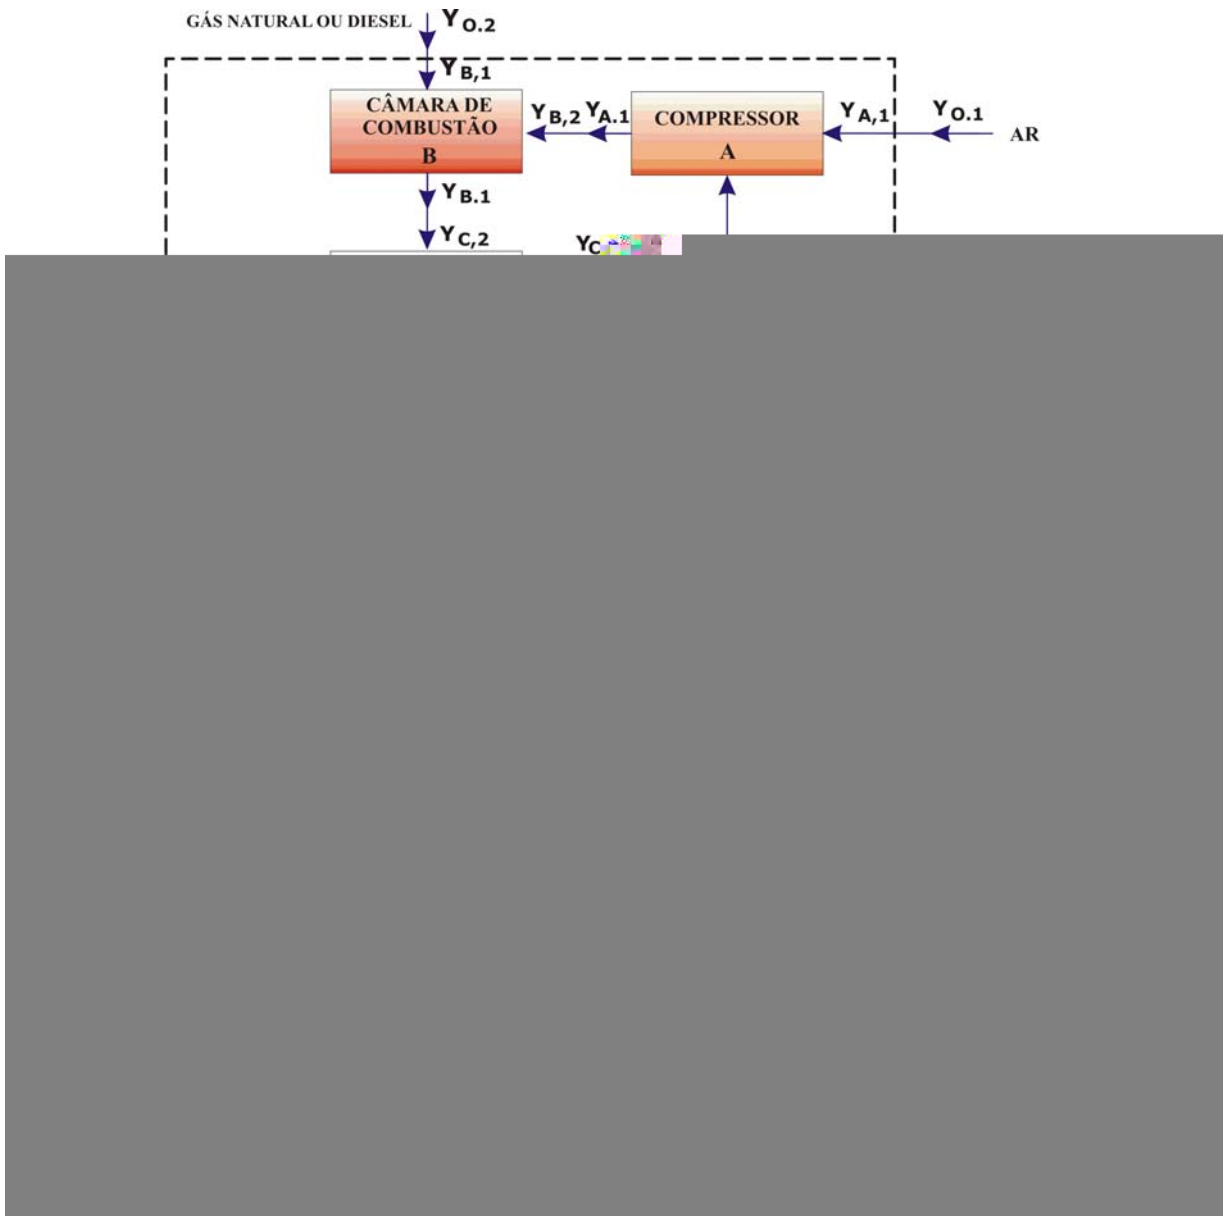 GÁS NATURAL OU DIESEL Y O.2
Y B,1
CÂMARA DE
COMBUSTÃO
B
Y B,2 Y A.1
COMPRESSOR
A
Y A,1 Y O.1
AR
Y B.1
Y C,2
Y C